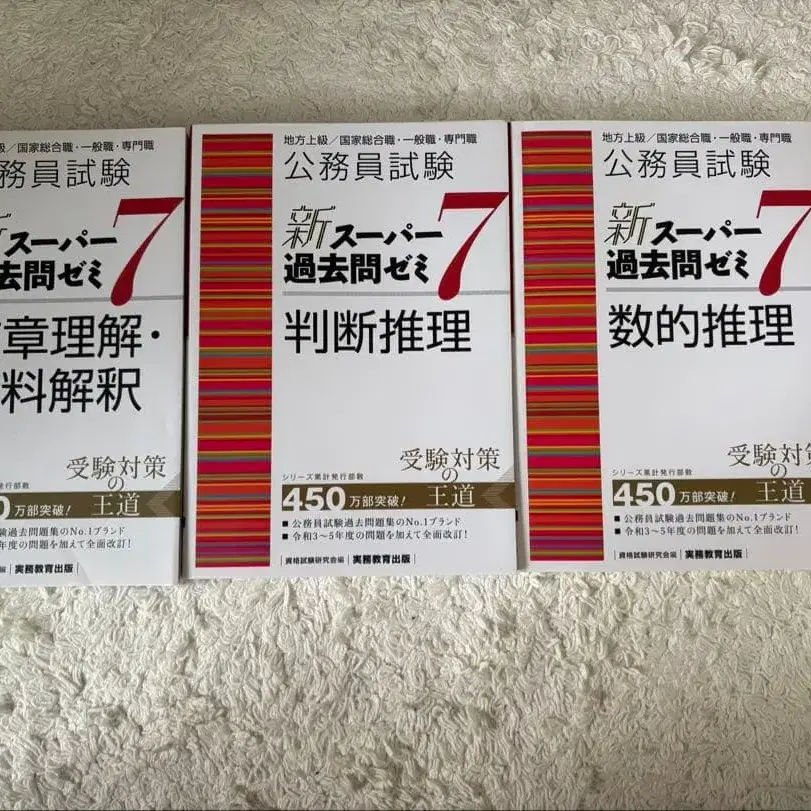 級／国家総合職・一般職・専門職
務員試験
スーパー
去問ゼミ
7
章理解・
料解釈
受験対策
の
王道
シリーズ累計発行部数
0万部突破！
験過去問題集のNo.1ブランド
年度の問題を加えて全面改訂！
編
実務教育出版
地方上級／国家総合職・一般職・専門職
公務員試験
新スーパー
過去問ゼミ
7
判断推理
受験対策
の
王道
シリーズ累計発行部数
450万部突破！
■公務員試験過去問題集のNo.1ブランド
■令和3～5年度の問題を加えて全面改訂！
資格試験研究会編
実務教育出版
地方上級／国家総合職・一般職・専門職
公務員試験
新スーパー
過去問ゼミ
7
数的推理
受験対策
の
王道
シリーズ累計発行部数
450万部突破！
■公務員試験過去問題集のNo.1ブランド
■令和3～5年度の問題を加えて全面改訂！
資格試験研究会編
実務教育出版